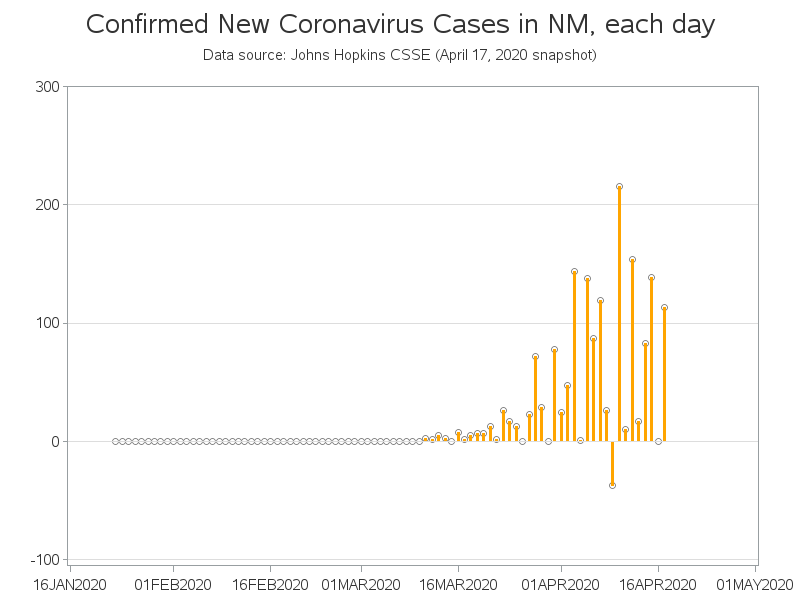 Confirmed New Coronavirus Cases in NM, each day
Data source: Johns Hopkins CSSE (April 17, 2020 snapshot)
300
200
100
0
-100
16JAN2020 01FEB2020 16FEB2020 01MAR2020 16MAR2020 01APR2020 16APR2020 01MAY2020